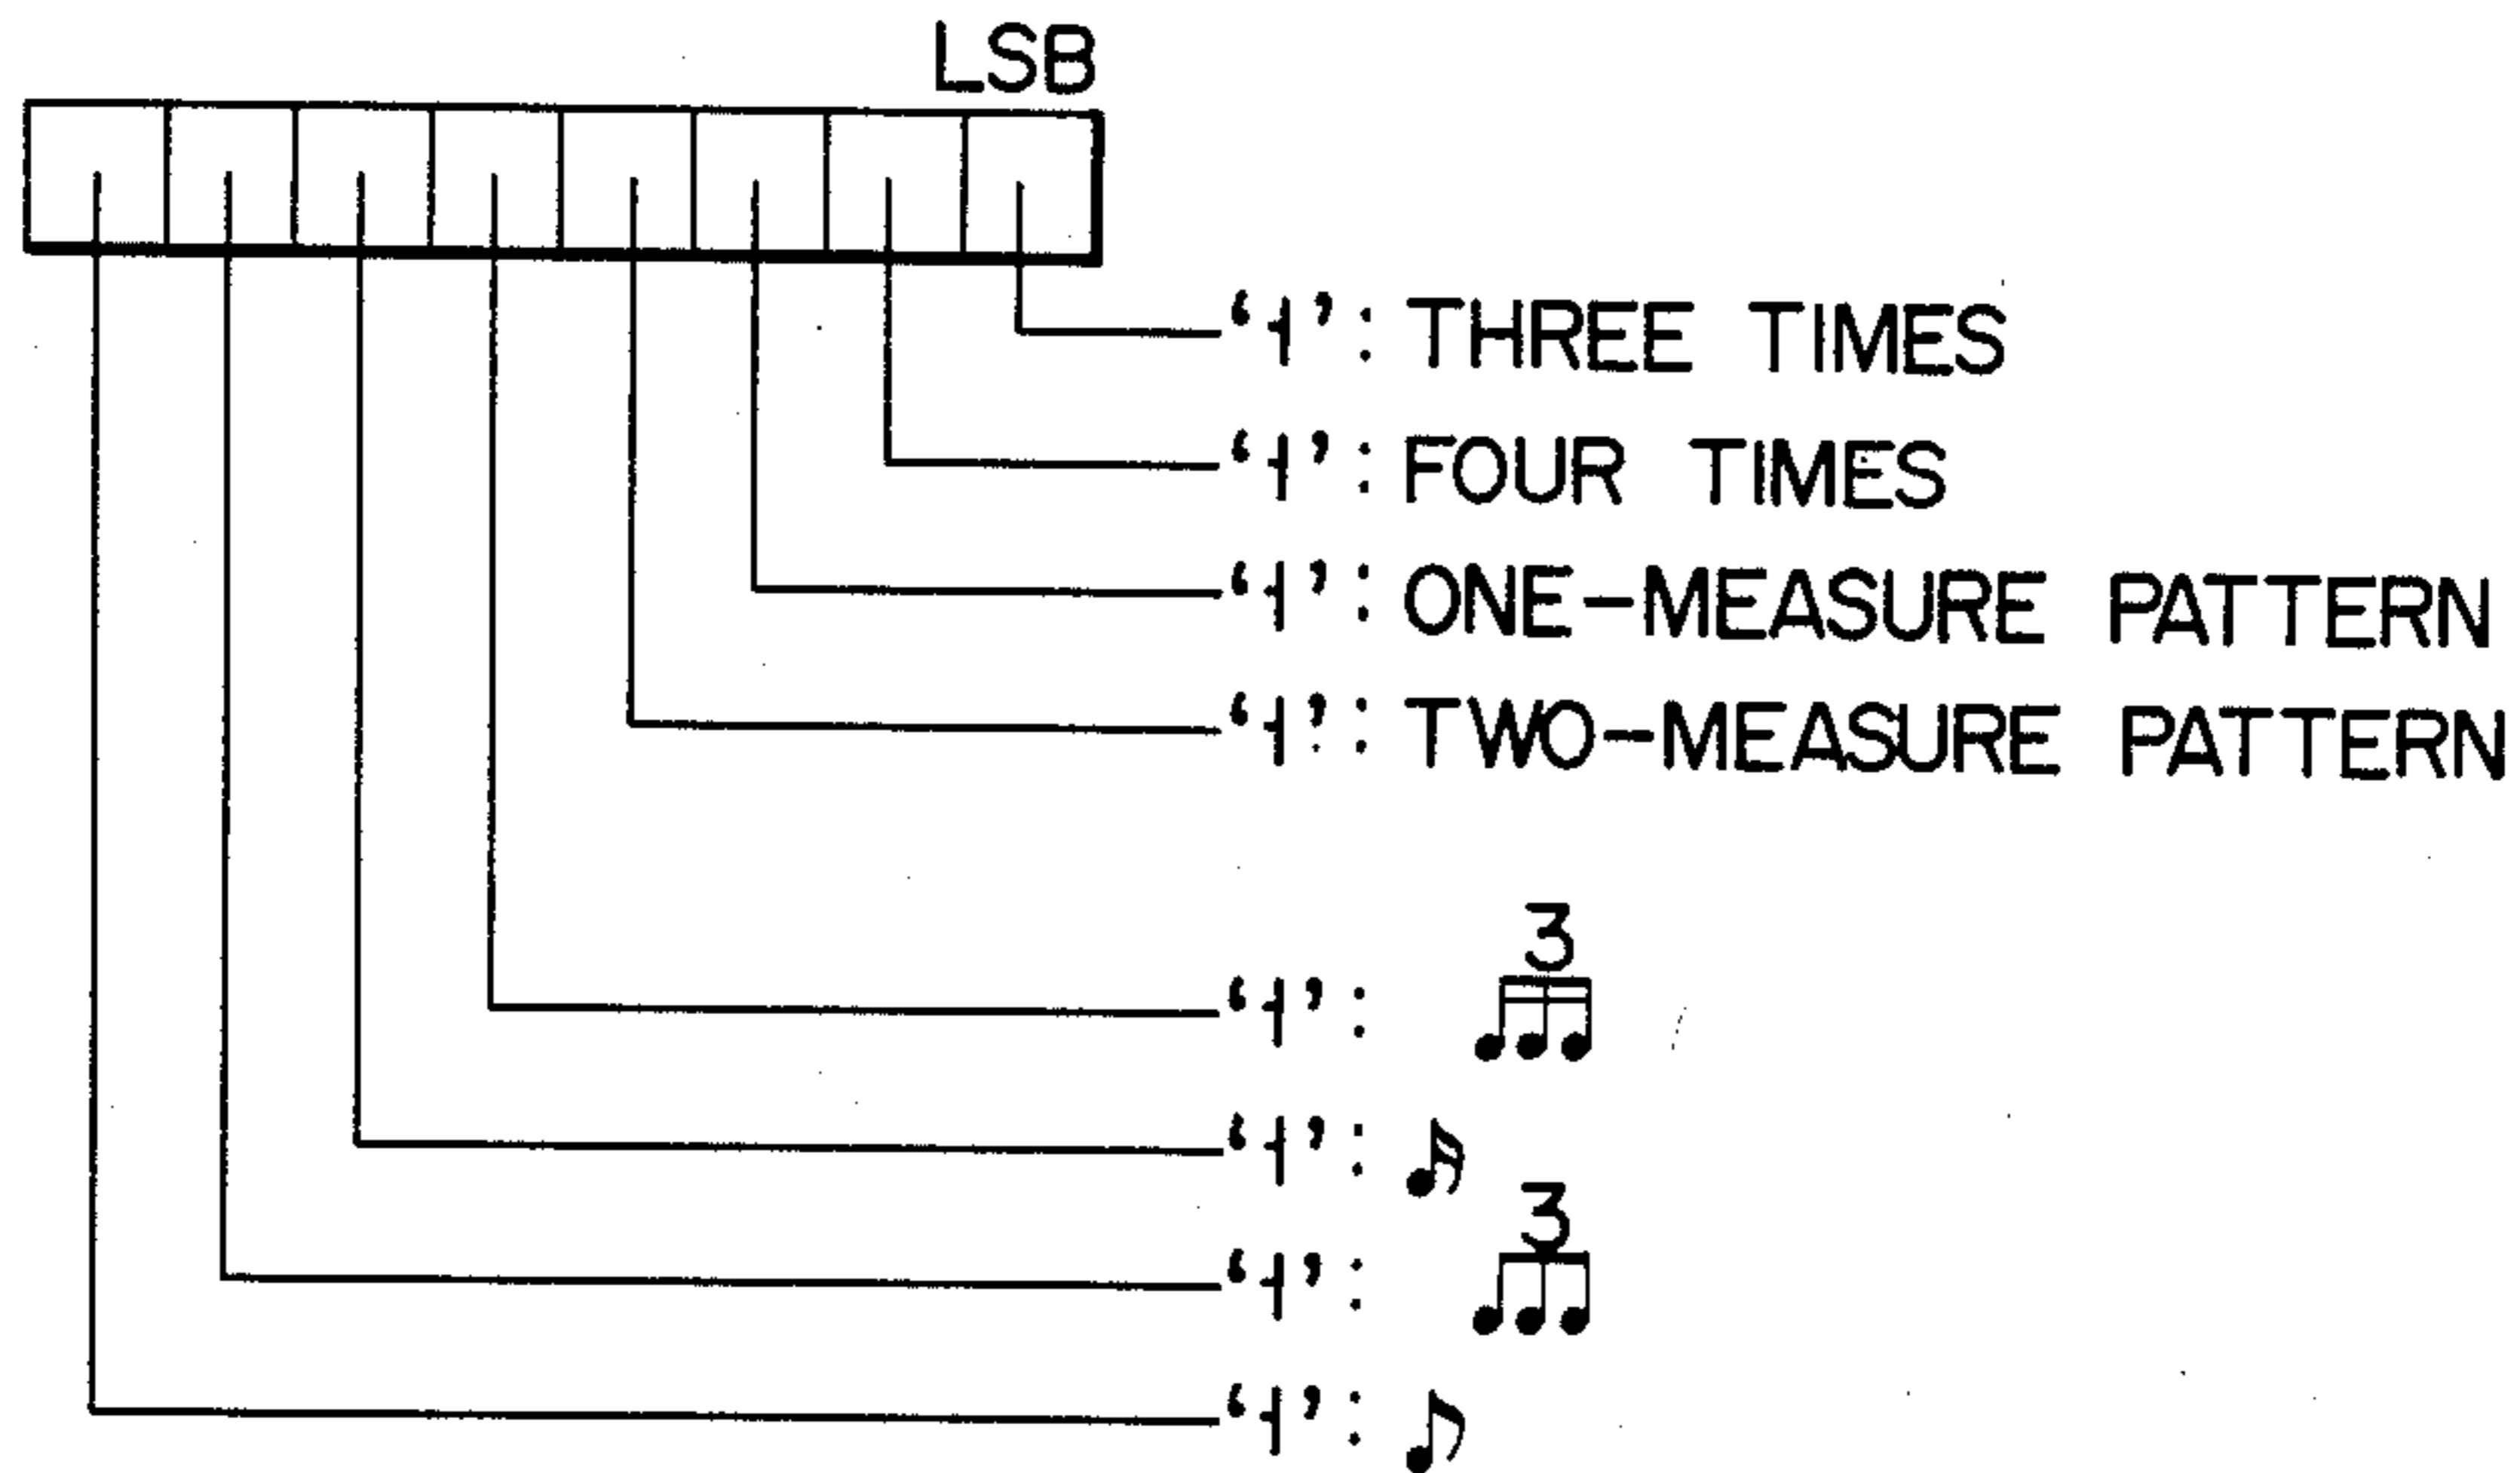 LSB
‘1’: THREE TIMES
‘1’: FOUR TIMES
‘1’: ONE-MEASURE PATTERN
‘1’: TWO-MEASURE PATTERN
3
‘1’:
‘1’:
3
‘1’:
‘1’: